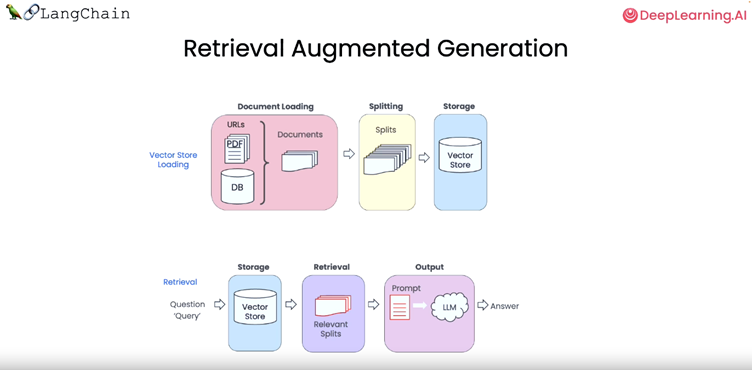 LangChain
DeepLearning.AI
Retrieval Augmented Generation
Document Loading
Splitting
Storage
URLs
PDF
DB
Documents
Splits
Vector
Store
Vector Store
Loading
Storage
Retrieval
Output
Retrieval
Question
'Query'
Vector
Store
Relevant
Splits
Prompt
LLM
Answer